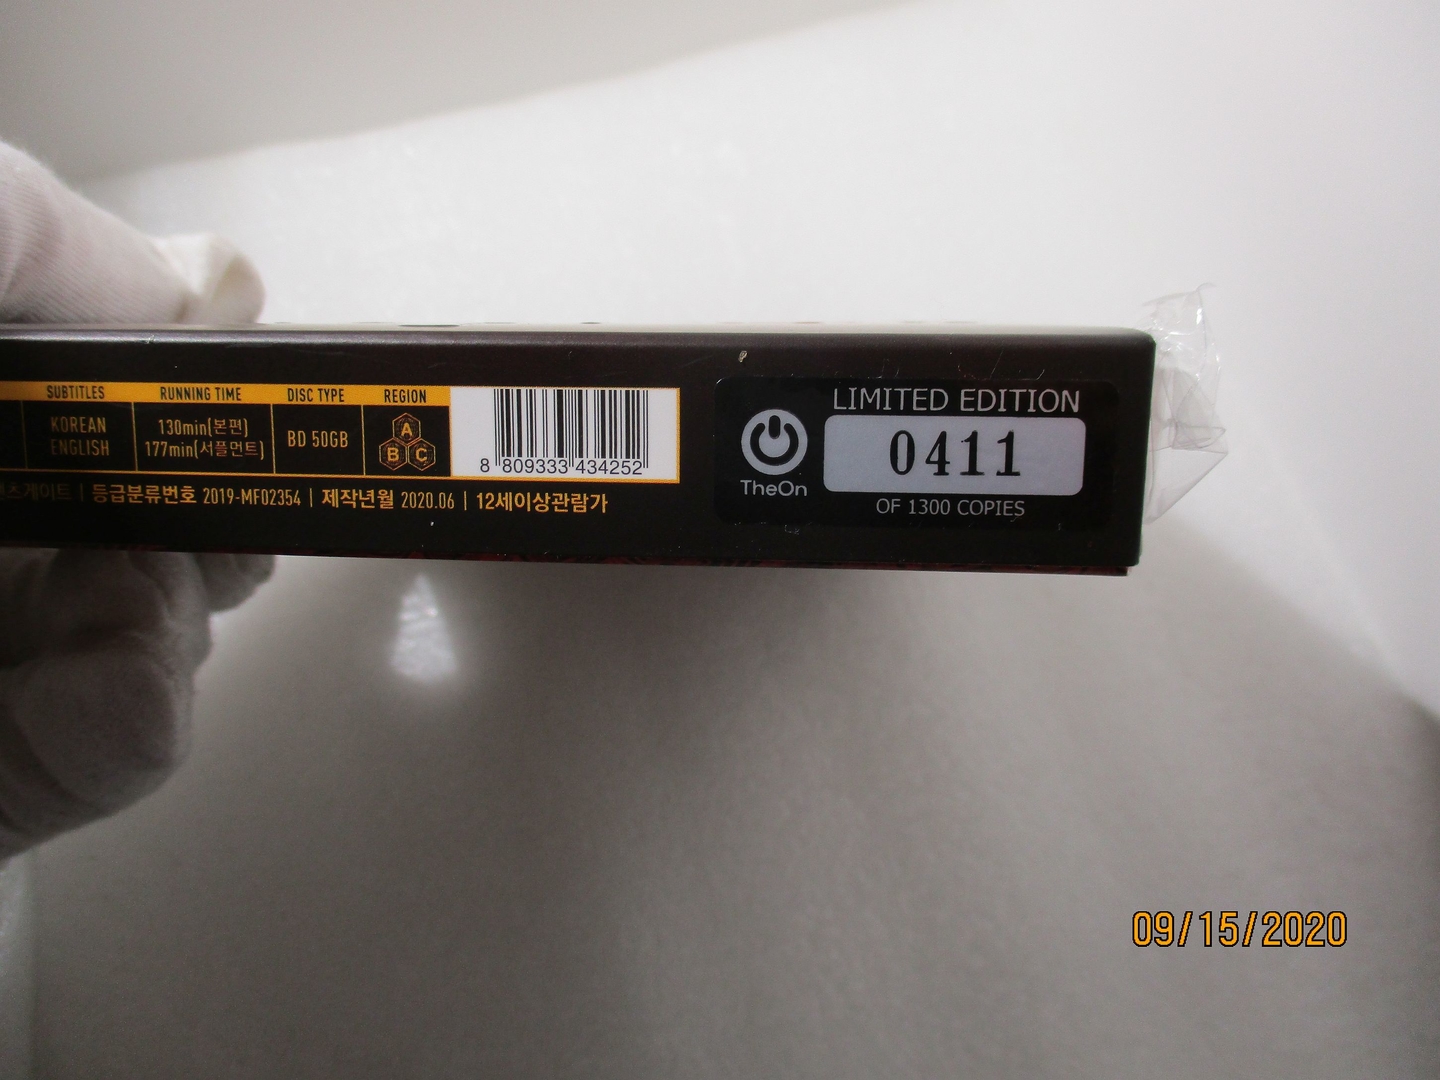 SUBTITLES
KOREAN
ENGLISH
RUNNING TIME
130min(본편)
177min(서플먼트)
DISC TYPE
BD 50GB
REGION
A
B C
8 809333 434252
등급분류번호 2019-MF02354 | 제작년월 2020.06 | 12세이상관람가
TheOn
LIMITED EDITION
0411
OF 1300 COPIES
09/15/2020